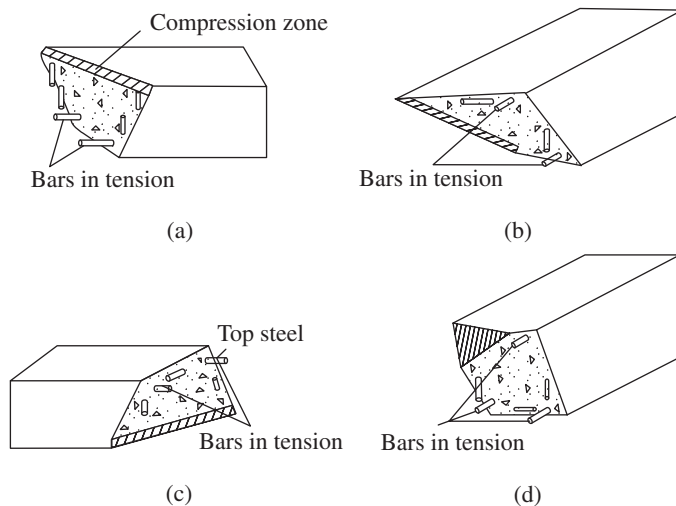 Compression zone
Bars in tension
(a)
Bars in tension
(b)
Top steel
Bars in tension
(c)
Bars in tension
(d)